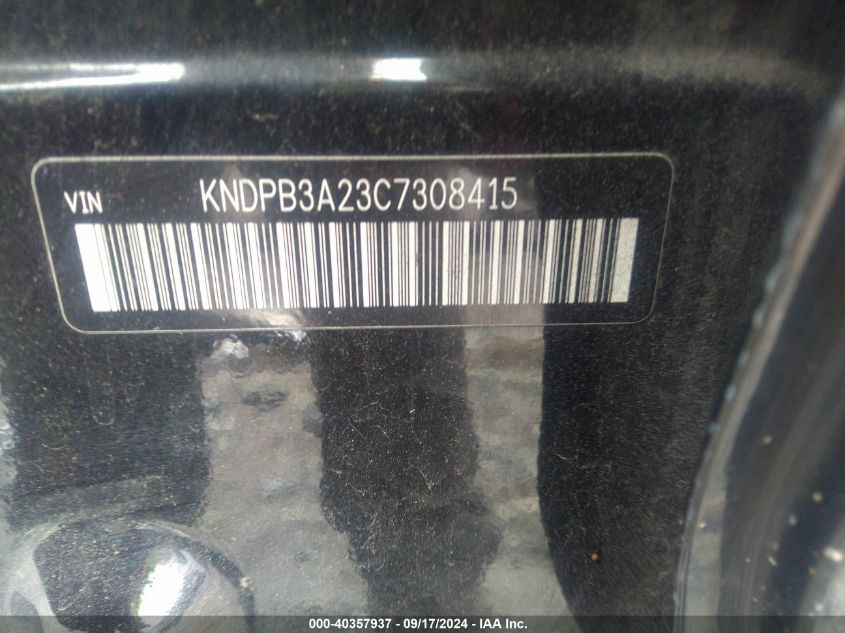 VIN KNDPB3A23C7308415
000-40357937 - 09/17/2024 - IAA Inc.